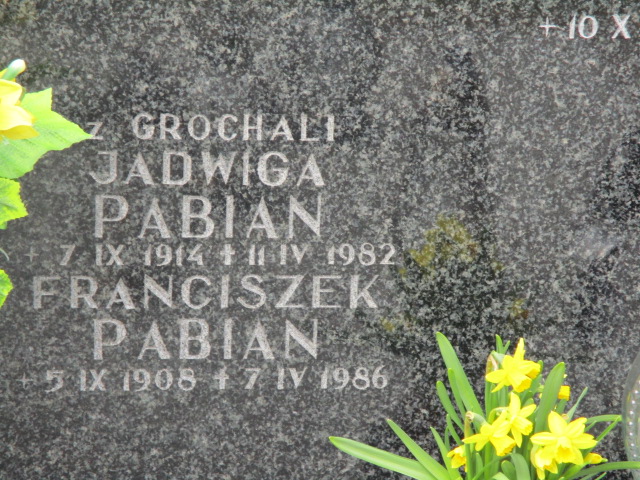 + 10 X
Z GROCHALI
JADWIGA
PABIAN
+ 7 IX 1914 ✝ 11 IV 1982
FRANCISZEK
PABIAN
+ 5 IX 1908 ✝ 7 IV 1986